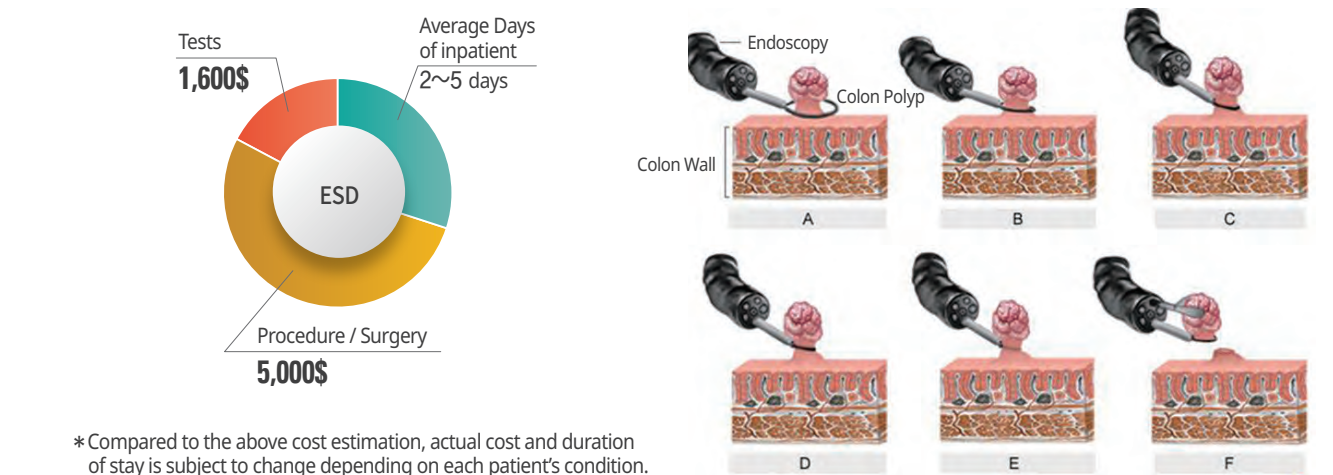 Tests
1,600$
Average Days
of inpatient
2～5 days
ESD
Procedure / Surgery
5,000$
＊Compared to the above cost estimation, actual cost and duration
of stay is subject to change depending on each patient’s condition.
Endoscopy
Colon Polyp
Colon Wall
A
B
C
D
E
F